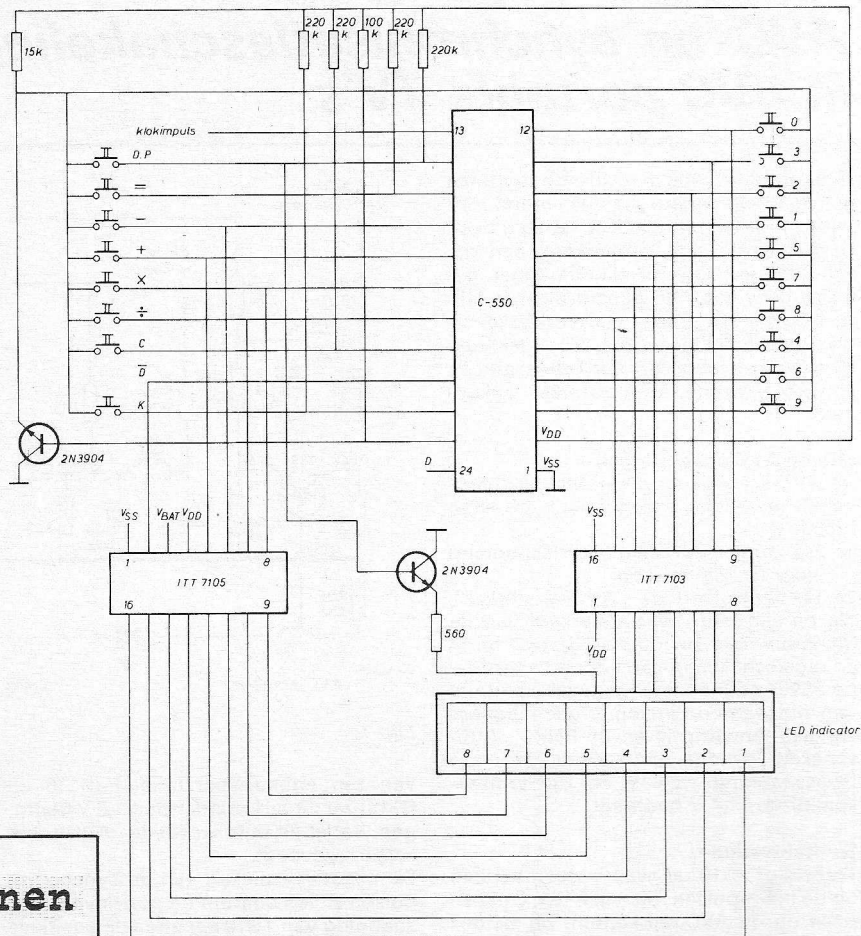 15k
220 k
220 k
100 k
220 k
220k
klokimpuls
13
12
0
D.P
3
=
2
−
1
+
5
X
7
÷
C-550
8
C
4
D̅
6
K
9
VDD
2N3904
D
24
1
VSS
VSS
VBAT
VDD
1
8
ITT 7105
16
9
2N3904
560
VSS
16
9
ITT 7103
1
8
VDD
LED indicator
8
7
6
5
4
3
2
1
nen